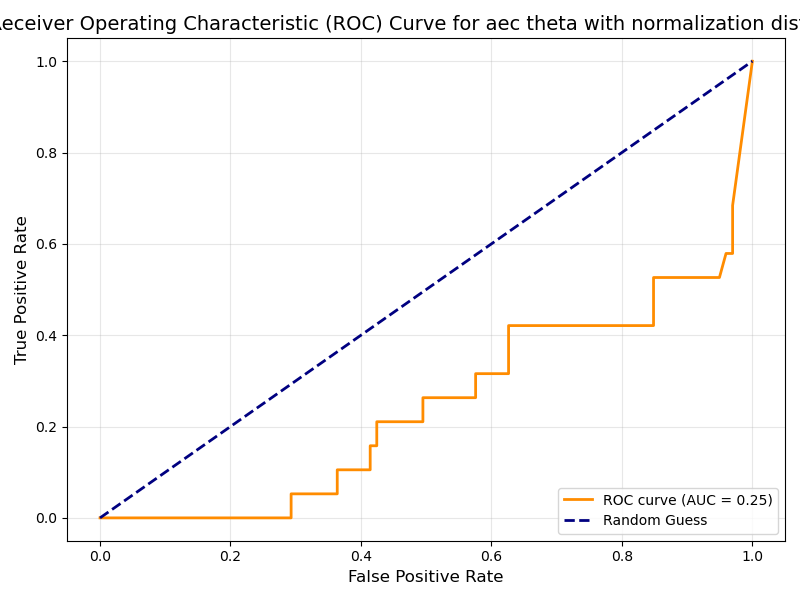 eceiver Operating Characteristic (ROC) Curve for aec theta with normalization dis
1.0
0.8
0.6
0.4
0.2
0.0
True Positive Rate
ROC curve (AUC = 0.25)
Random Guess
0.0 0.2 0.4 0.6 0.8 1.0
False Positive Rate